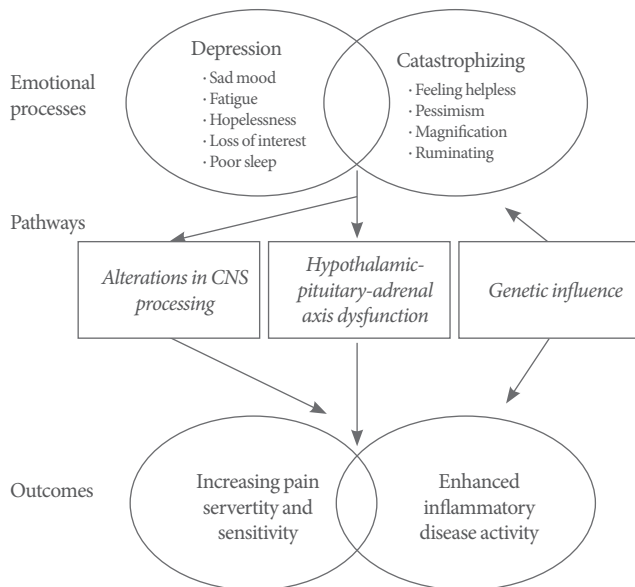 Emotional
processes
Depression
· Sad mood
· Fatigue
· Hopelessness
· Loss of interest
· Poor sleep
Catastrophizing
· Feeling helpless
· Pessimism
· Magnification
· Ruminating
Pathways
Alterations in CNS
processing
Hypothalamic-
pituitary-adrenal
axis dysfunction
Genetic influence
Outcomes
Increasing pain
servertity and
sensitivity
Enhanced
inflammatory
disease activity